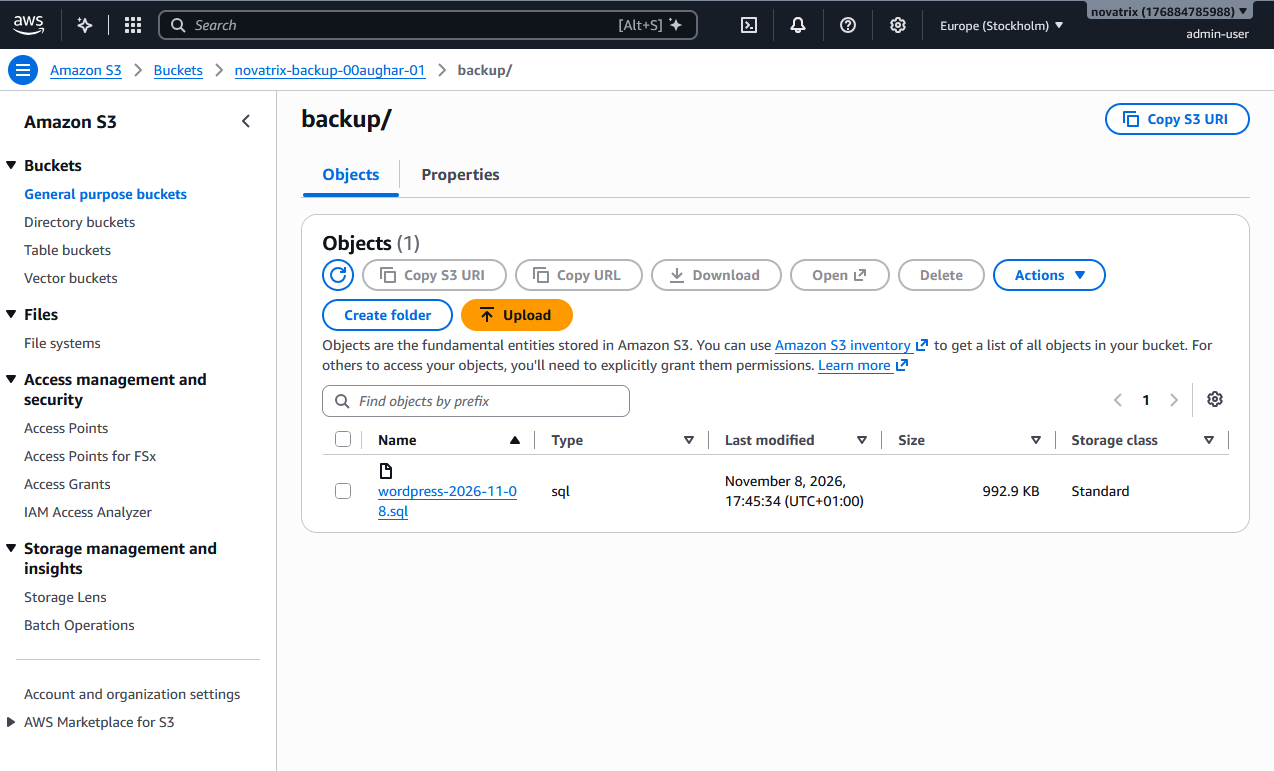 aws
Search
[Alt+S]
Europe (Stockholm)
novatrix (176884785988)
admin-user
Amazon S3
Buckets
novatrix-backup-00aughar-01
backup/
Amazon S3
Buckets
General purpose buckets
Directory buckets
Table buckets
Vector buckets
Files
File systems
Access management and
security
Access Points
Access Points for FSx
Access Grants
IAM Access Analyzer
Storage management and
insights
Storage Lens
Batch Operations
Account and organization settings
AWS Marketplace for S3
backup/
Copy S3 URI
Objects
Properties
Objects (1)
Copy S3 URI
Copy URL
Download
Open
Delete
Actions
Create folder
Upload
Objects are the fundamental entities stored in Amazon S3. You can use Amazon S3 inventory to get a list of all objects in your bucket. For
others to access your objects, you'll need to explicitly grant them permissions. Learn more
Find objects by prefix
1
Name
Type
Last modified
Size
Storage class
wordpress-2026-11-0
8.sql
sql
November 8, 2026,
17:45:34 (UTC+01:00)
992.9 KB
Standard